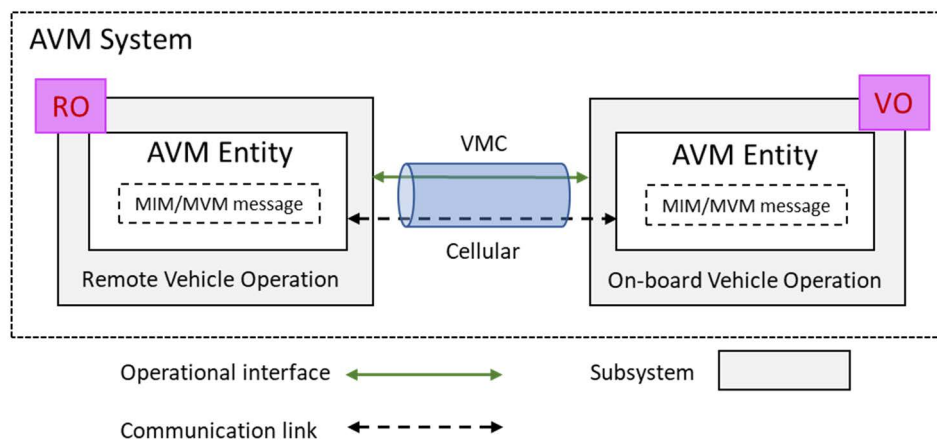 AVM System
RO
VO
AVM Entity
VMC
AVM Entity
MIM/MVM message
MIM/MVM message
Cellular
Remote Vehicle Operation
On-board Vehicle Operation
Operational interface
Subsystem
Communication link